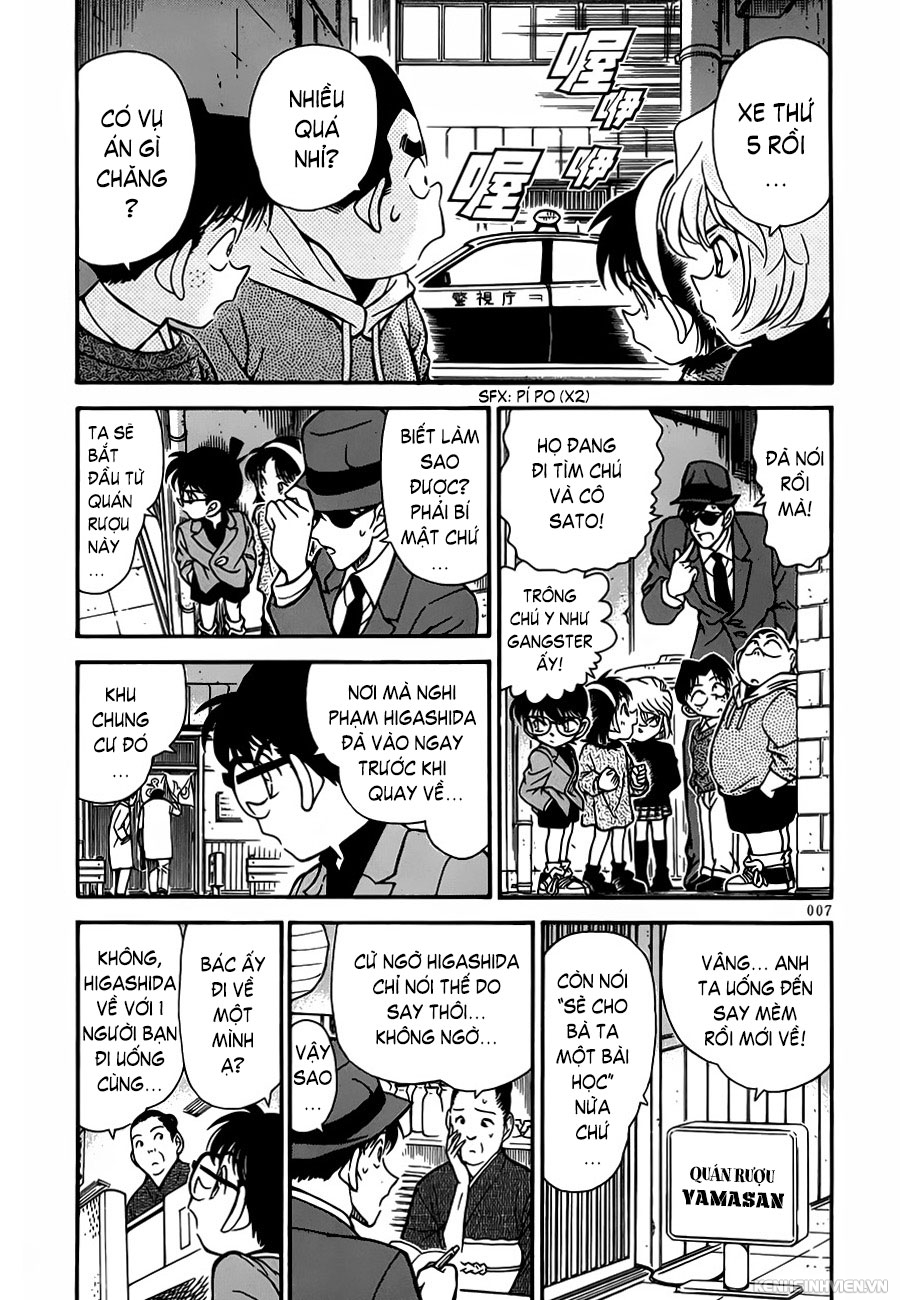 XE THỨ
5 RỒI
...
喔
咿
喔
咿
NHIỀU
QUÁ
NHỈ?
CÓ VỤ
ÁN GÌ
CHĂNG
?
警視庁
SFX: PÍ PO (X2)
ĐÃ NÓI
RỒI
MÀ!
HỌ ĐANG
ĐI TÌM CHÚ
VÀ CÔ
SATO!
TRÔNG
CHÚ Y NHƯ
GANGSTER
ẤY!
BIẾT LÀM
SAO
ĐƯỢC?
PHẢI BÍ
MẬT CHỨ
...
TA SẼ
BẮT
ĐẦU TỪ
QUÁN
RƯỢU
NÀY
...
NƠI MÀ NGHI
PHẠM HIGASHIDA
ĐÃ VÀO NGAY
TRƯỚC KHI
QUAY VỀ...
KHU
CHUNG
CƯ ĐÓ
...
007
VÂNG... ANH
TA UỐNG ĐẾN
SAY MÈM
RỒI MỚI VỀ!
CÒN NÓI
"SẼ CHO
BÀ TA
MỘT BÀI
HỌC"
NỮA
CHỨ
...
QUÁN RƯỢU
YAMASAN
CỨ NGỠ HIGASHIDA
CHỈ NÓI THẾ DO
SAY THÔI...
KHÔNG NGỜ...
VẬY
SAO
...
BÁC ẤY
ĐI VỀ
MỘT
MÌNH
Ạ?
KHÔNG,
HIGASHIDA
VỀ VỚI 1
NGƯỜI BẠN
ĐI UỐNG
CÙNG...
KENHSINHVIEN.VN